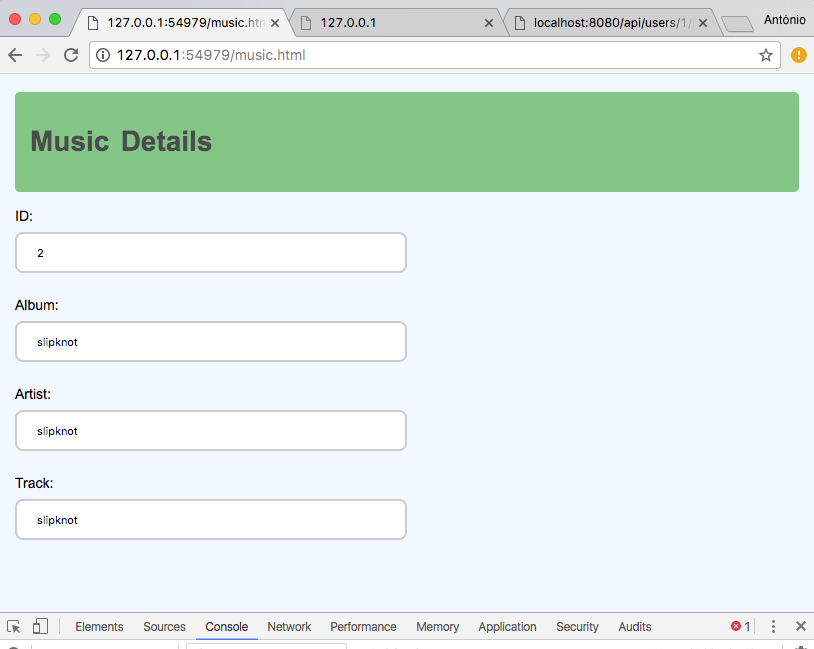 127.0.0.1:54979/music.htm
127.0.0.1
localhost:8080/api/users/1/
Antônio
127.0.0.1:54979/music.html
Music Details
ID:
2
Album:
slipknot
Artist:
slipknot
Track:
slipknot
Elements Sources Console Network Performance Memory Application Security Audits 1